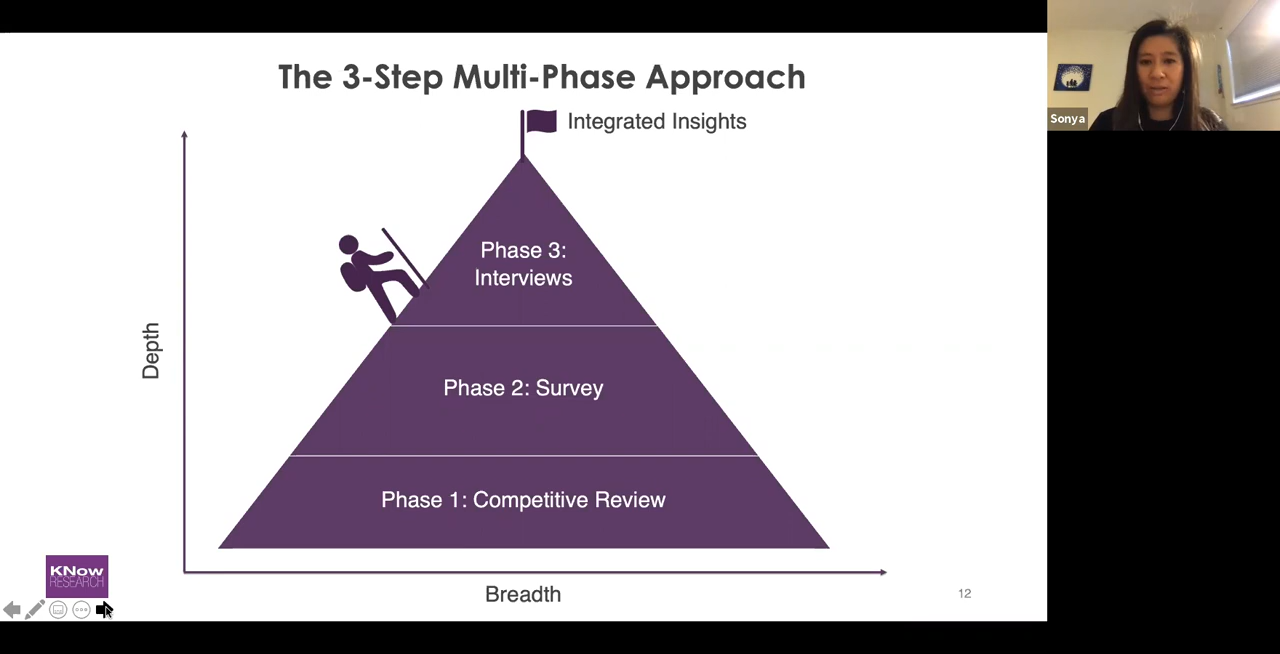 The 3-Step Multi-Phase Approach
Integrated Insights
Sonya
Phase 3:
Interviews
Depth
Phase 2: Survey
Phase 1: Competitive Review
KNow
RESEARCH
Breadth
12